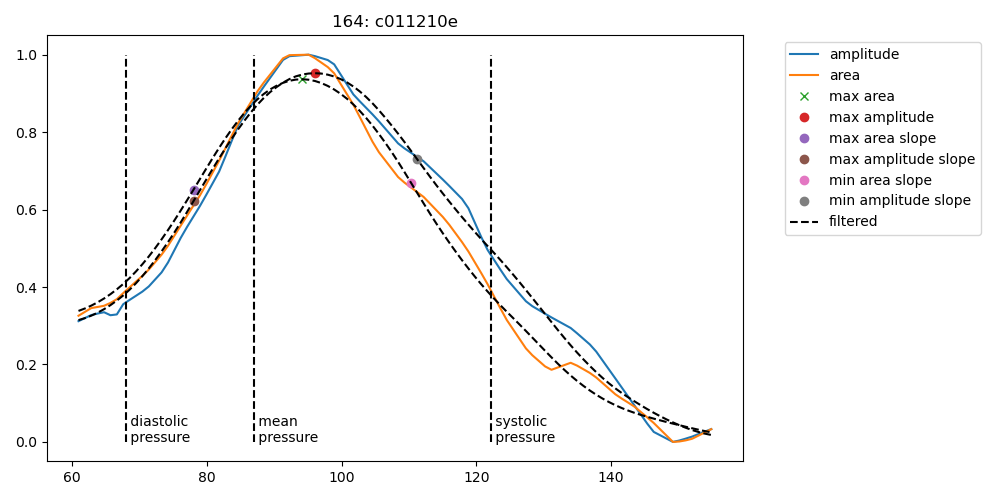 164: c011210e
1.0
0.8
0.6
0.4
0.2
0.0
60
80
100
120
140
diastolic
pressure
mean
pressure
systolic
pressure
amplitude
area
max area
max amplitude
max area slope
max amplitude slope
min area slope
min amplitude slope
filtered